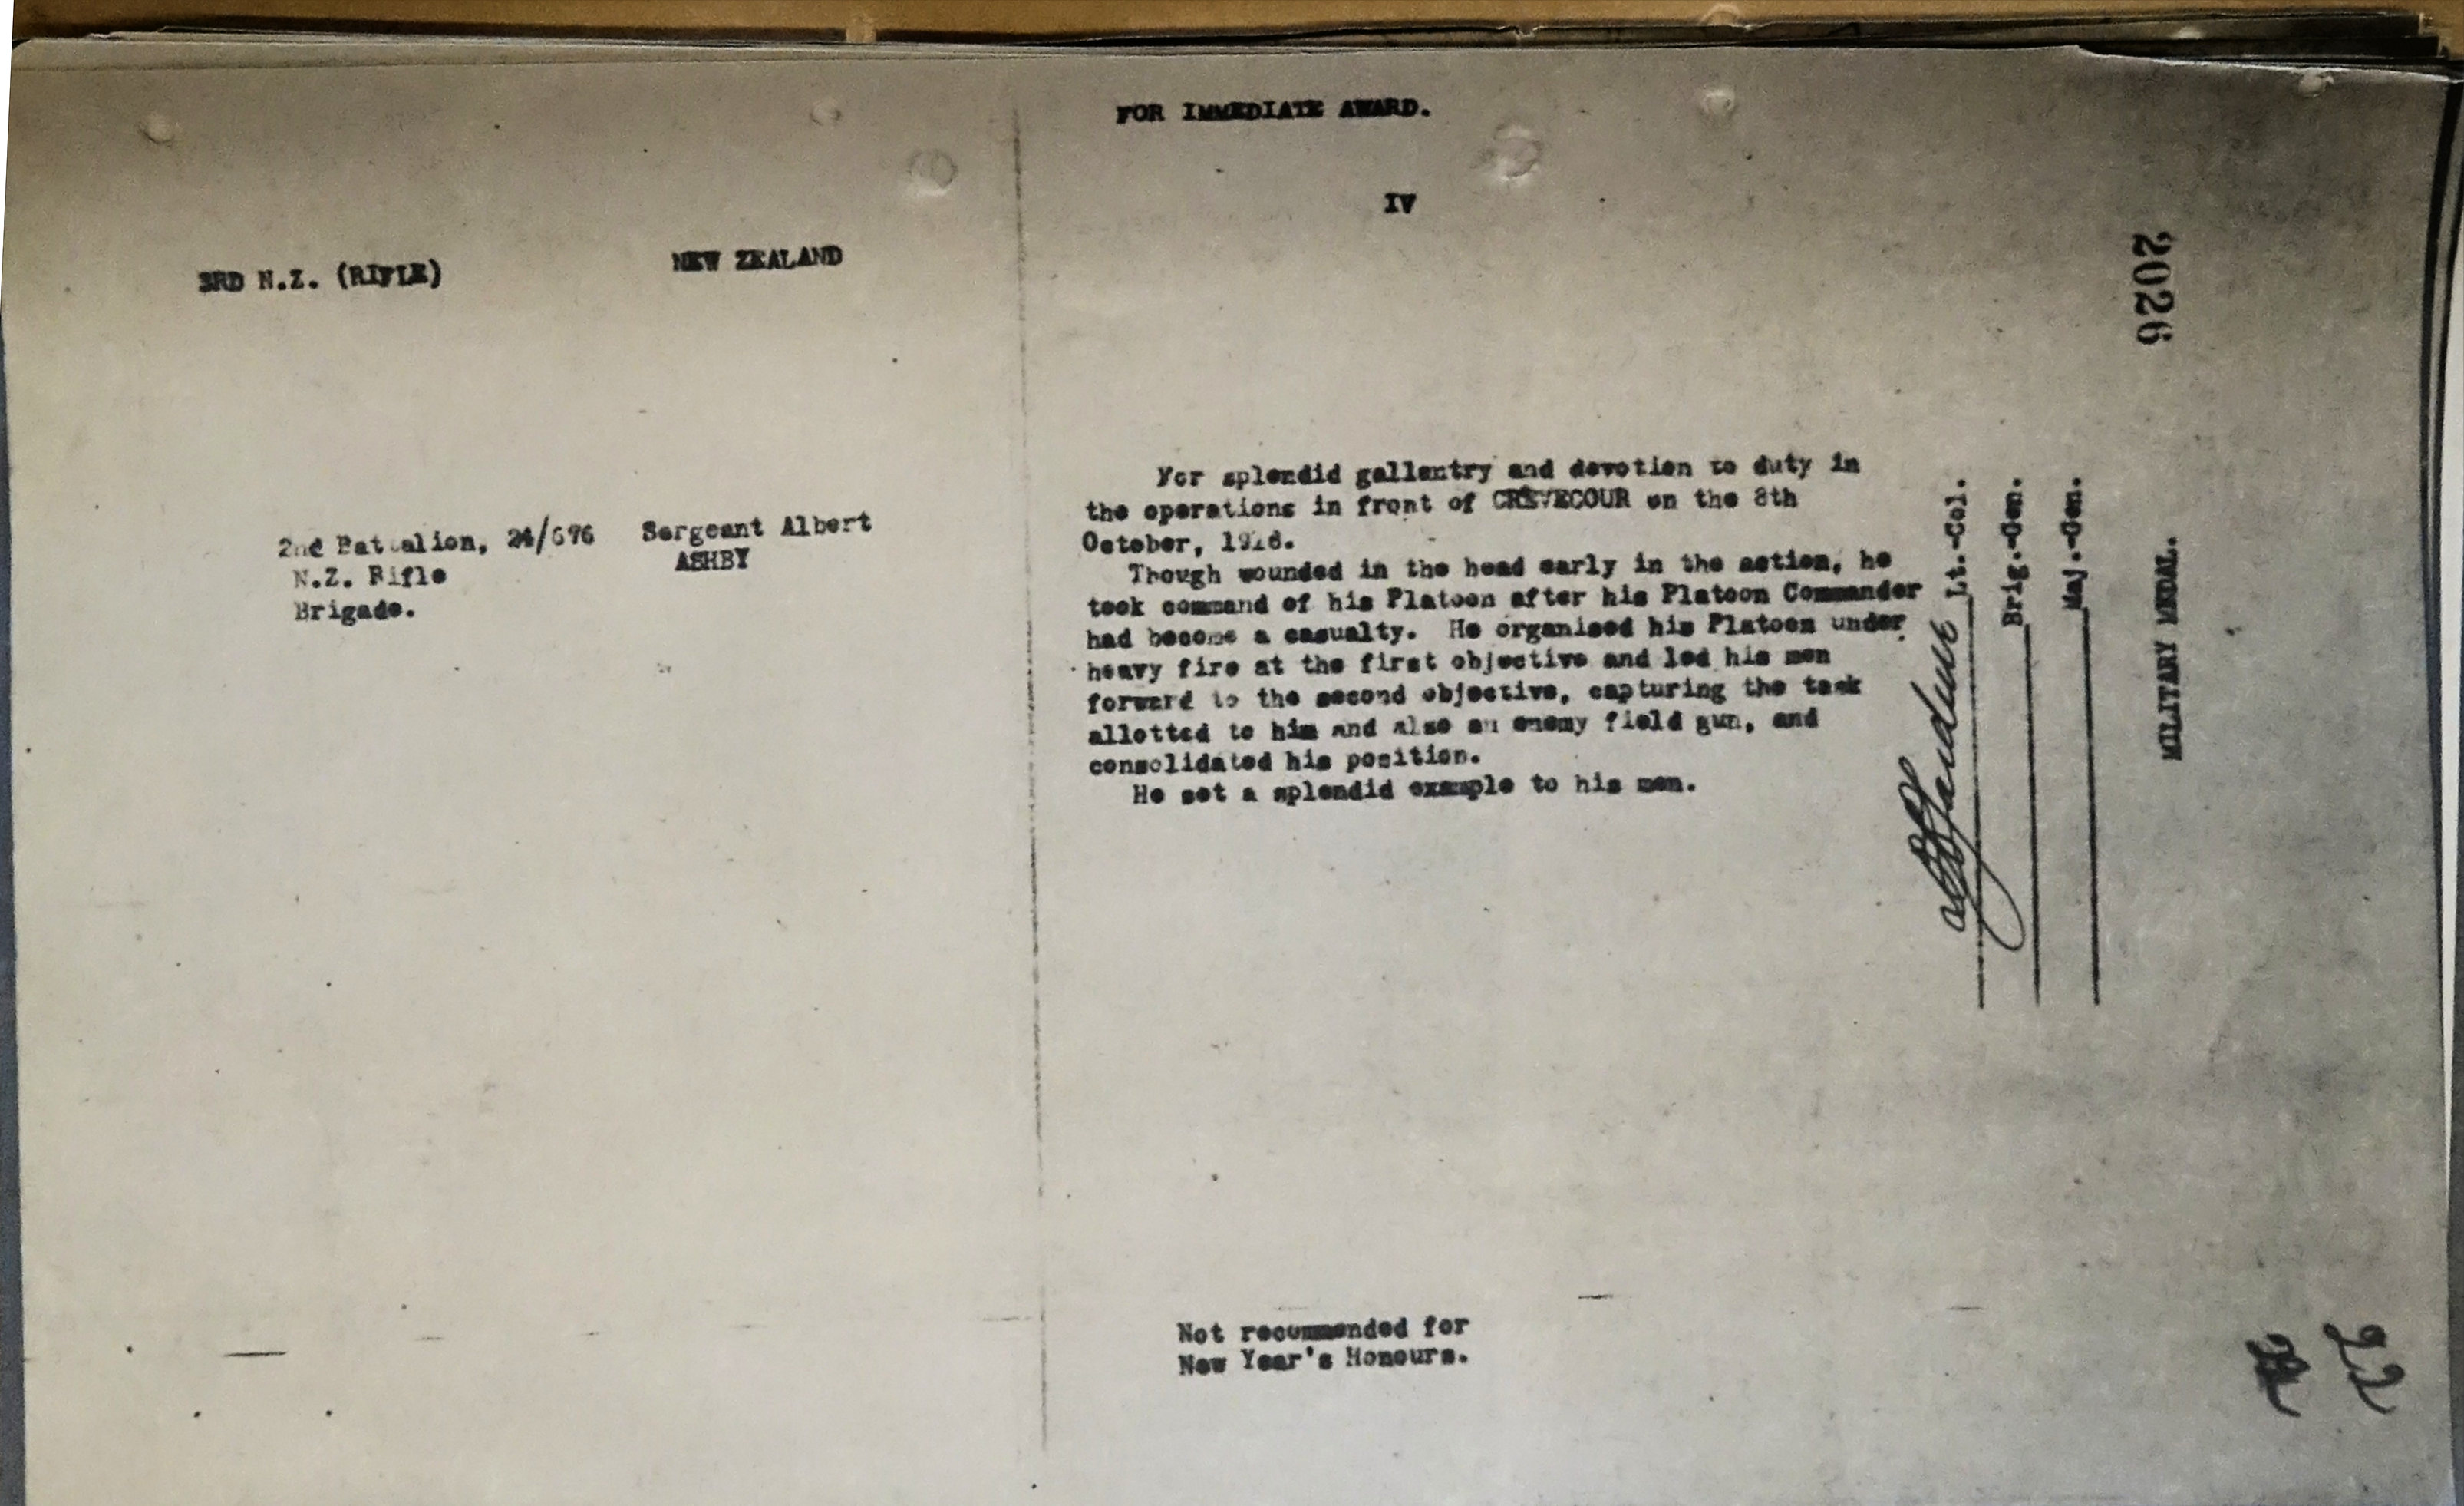 FOR IMMEDIATE AWARD.
IV
3RD N.Z. (RIFLE)
NEW ZEALAND
2026
2nd Battalion, 24/676 Sergeant Albert
N.Z. Rifle ASHBY
Brigade.
For splendid gallantry and devotion to duty in
the operations in front of CREVECOUR on the 8th
October, 1918.
Though wounded in the head early in the action, he
took command of his Platoon after his Platoon Commander
had become a casualty. He organised his Platoon under
heavy fire at the first objective and led his men
forward to the second objective, capturing the task
allotted to him and also an enemy field gun, and
consolidated his position.
He set a splendid example to his men.
Lt.-Col.
Brig.-Gen.
Maj.-Gen.
MILITARY MEDAL.
Not recommended for
New Year's Honours.
22